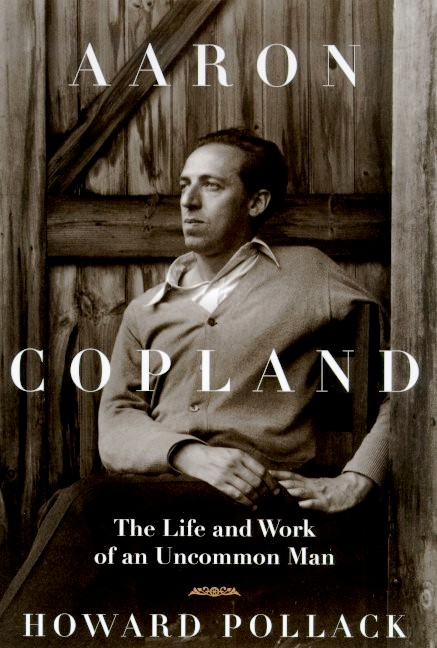 AARON
COPLAND
The Life and Work
of an Uncommon Man
HOWARD POLLACK